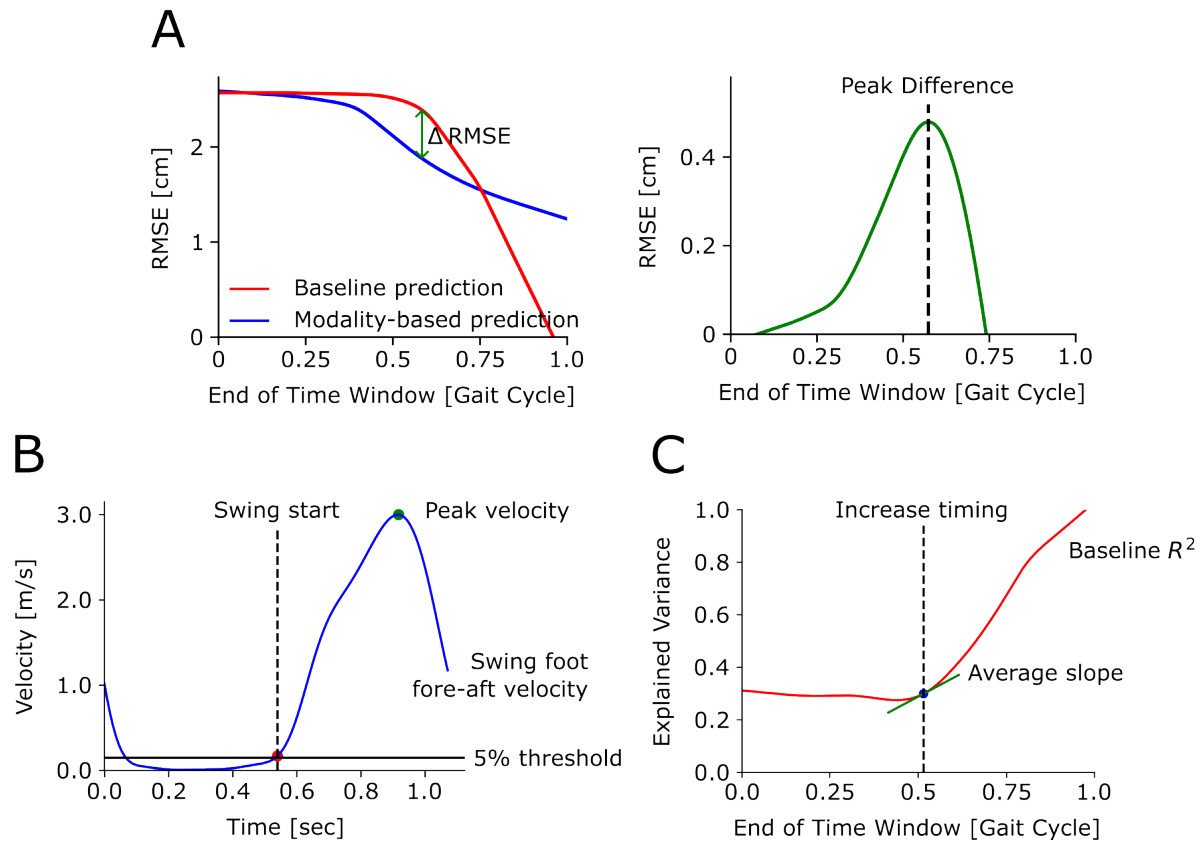 A
RMSE [cm]
2
1
0
Δ RMSE
Baseline prediction
Modality-based prediction
0
0.25
0.5
0.75
1.0
End of Time Window [Gait Cycle]
Peak Difference
RMSE [cm]
0.4
0.2
0
0
0.25
0.5
0.75
1.0
End of Time Window [Gait Cycle]
B
Swing start
Peak velocity
Velocity [m/s]
3.0
2.0
1.0
0.0
Swing foot
fore-aft velocity
5% threshold
0.0
0.2
0.4
0.6
0.8
1.0
Time [sec]
C
Increase timing
Baseline R²
Explained Variance
1.0
0.8
0.6
0.4
0.2
0.0
Average slope
0.0
0.25
0.5
0.75
1.0
End of Time Window [Gait Cycle]